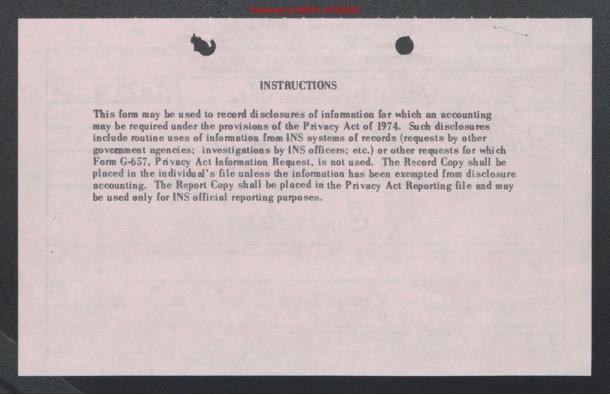 INSTRUCTIONS
This form may be used to record disclosures of information for which an accounting
may be required under the provisions of the Privacy Act of 1974. Such disclosures
include routine uses of information from INS systems of records (requests by other
government agencies; investigations by INS officers; etc.) or other requests for which
Form G-657, Privacy Act Information Request, is not used. The Record Copy shall be
placed in the individual's file unless the information has been exempted from disclosure
accounting. The Report Copy shall be placed in the Privacy Act Reporting file and may
be used only for INS official reporting purposes.